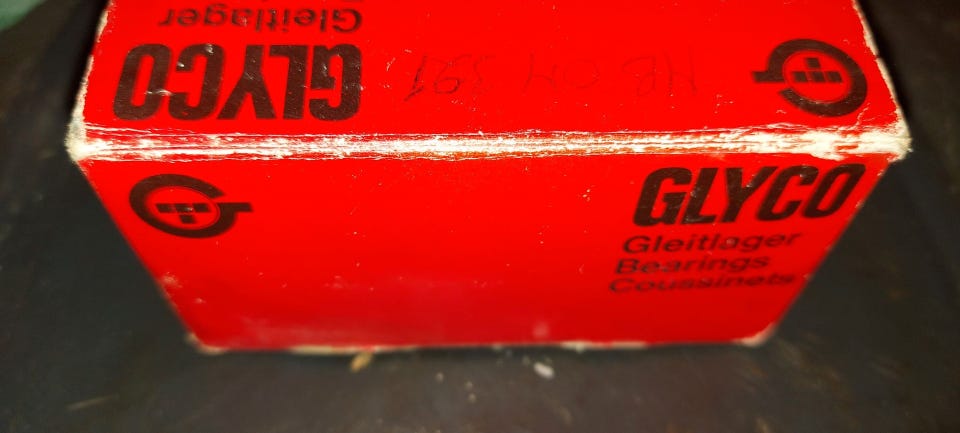 Gleitlager
GLYCO
GLYCO
Gleitlager
Bearings
Coussinets